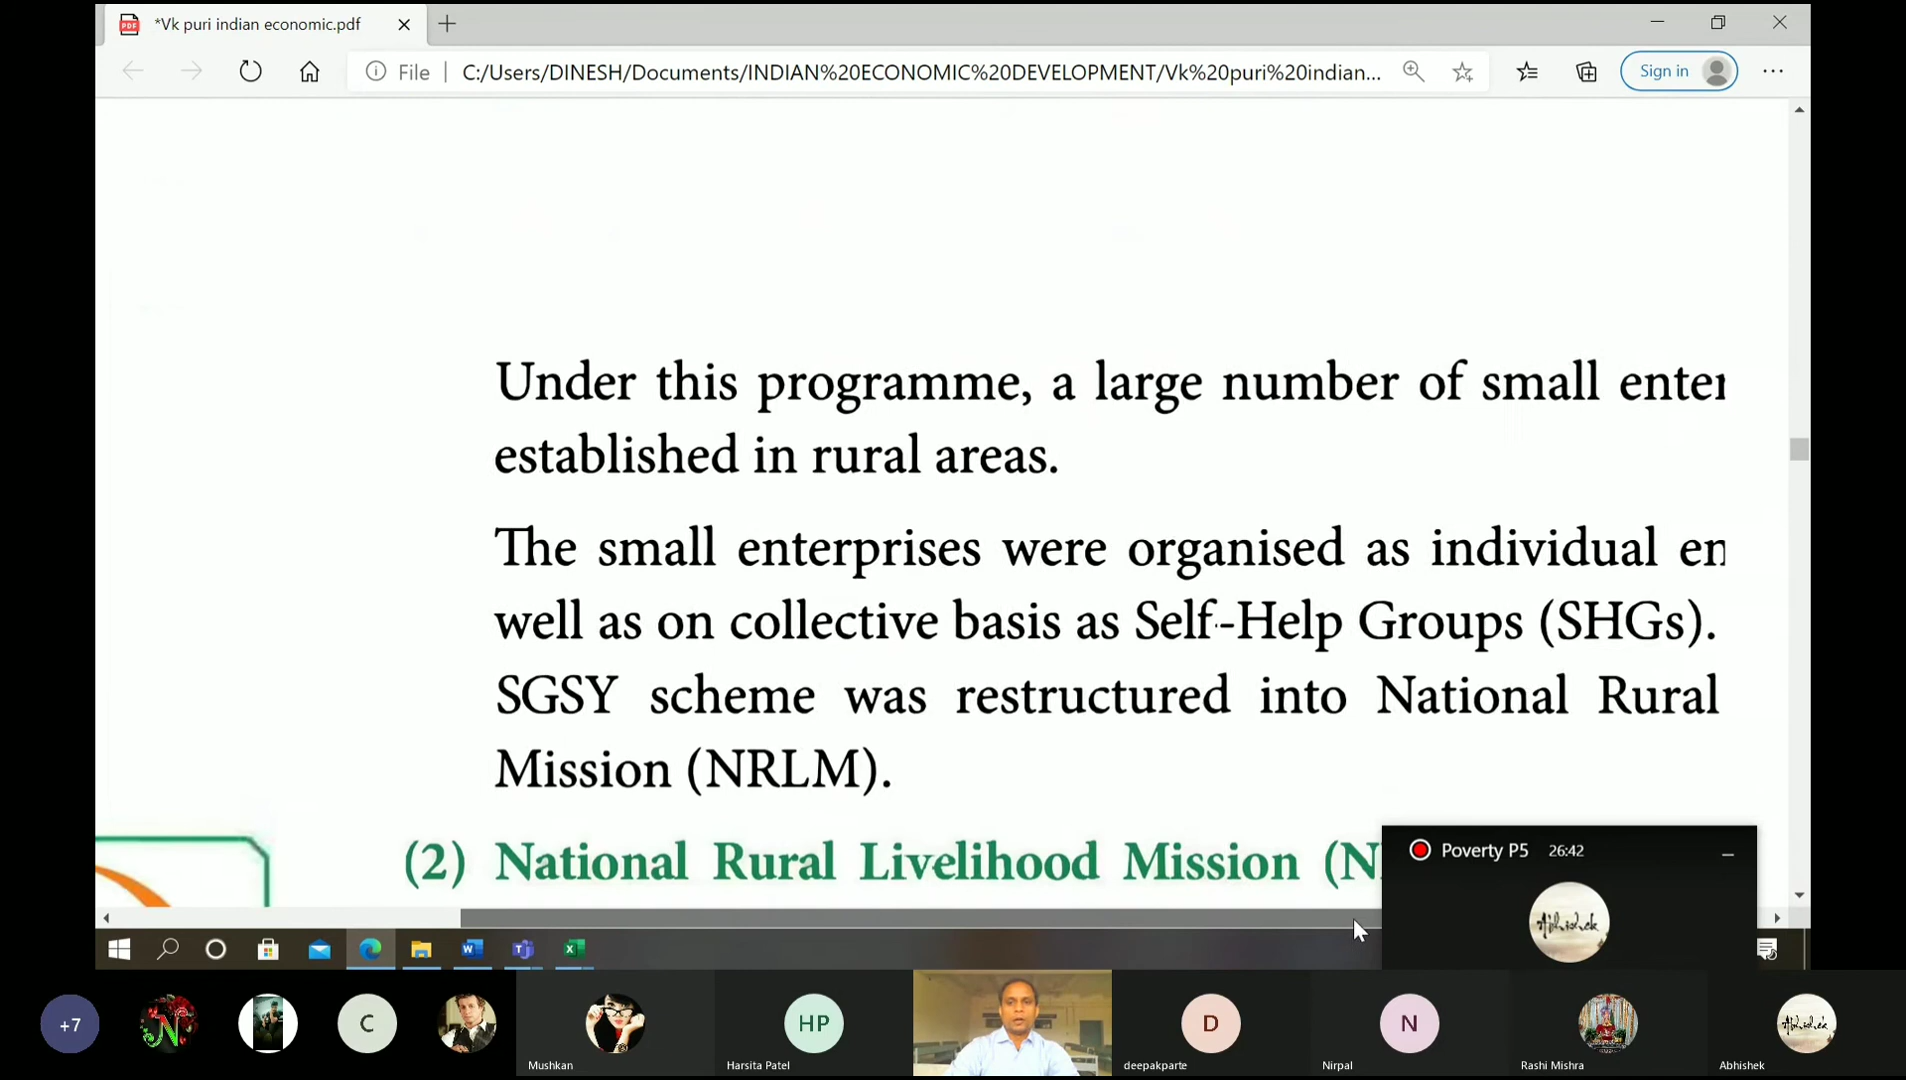 *Vk puri indian economic.pdf
File
C:/Users/DINESH/Documents/INDIAN%20ECONOMIC%20DEVELOPMENT/Vk%20puri%20indian...
Sign in
Under this programme, a large number of small enter
established in rural areas.
The small enterprises were organised as individual en
well as on collective basis as Self-Help Groups (SHGs).
SGSY scheme was restructured into National Rural
Mission (NRLM).
(2) National Rural Livelihood Mission (N
Poverty P5 26:42
Abhishek
+7
N
C
Mushkan
HP
Harsita Patel
D
deepakparte
N
Nirpal
Rashi Mishra
Abhishek
Abhishek